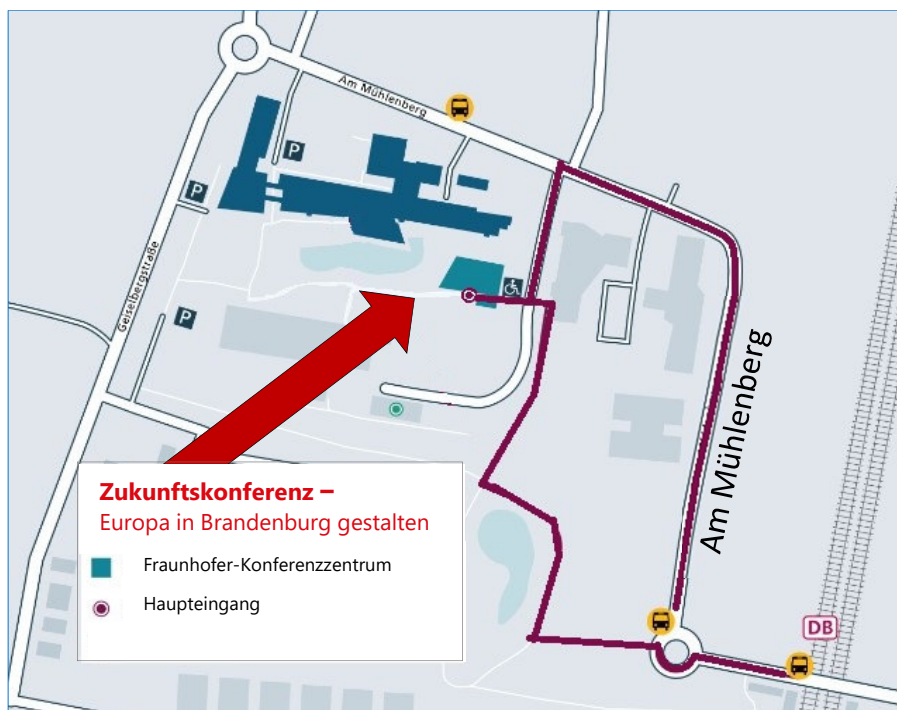 Am Mühlenberg
P
P
Geiselbergstraße
P
Am Mühlenberg
Zukunftskonferenz –
Europa in Brandenburg gestalten
Fraunhofer-Konferenzzentrum
Haupteingang
DB